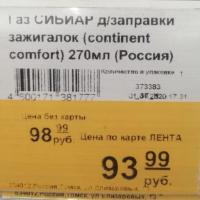 Газ СИБИАР д/заправки
зажигалок (continent
comfort) 270мл (Россия)
Количество в упаковке 1
373383
Цена без карты
98 99 руб.
Цена по карте ЛЕНТА
93 99 руб.